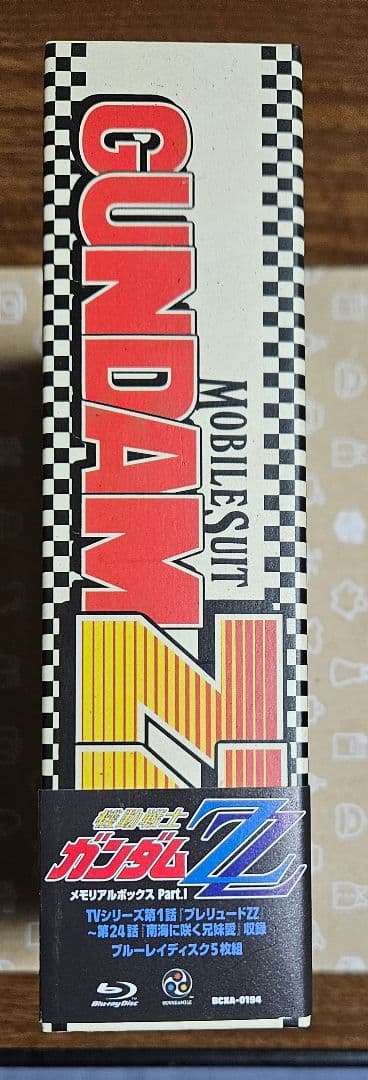 MOBILE SUIT
GUNDAM Z
機動戦士
ガンダムZZ
メモリアルボックス Part.I
TVシリーズ第1話『プレリュードZZ』
〜第24話『南海に咲く兄妹愛』収録
ブルーレイディスク5枚組
Blu-ray Disc
BCXA-0194